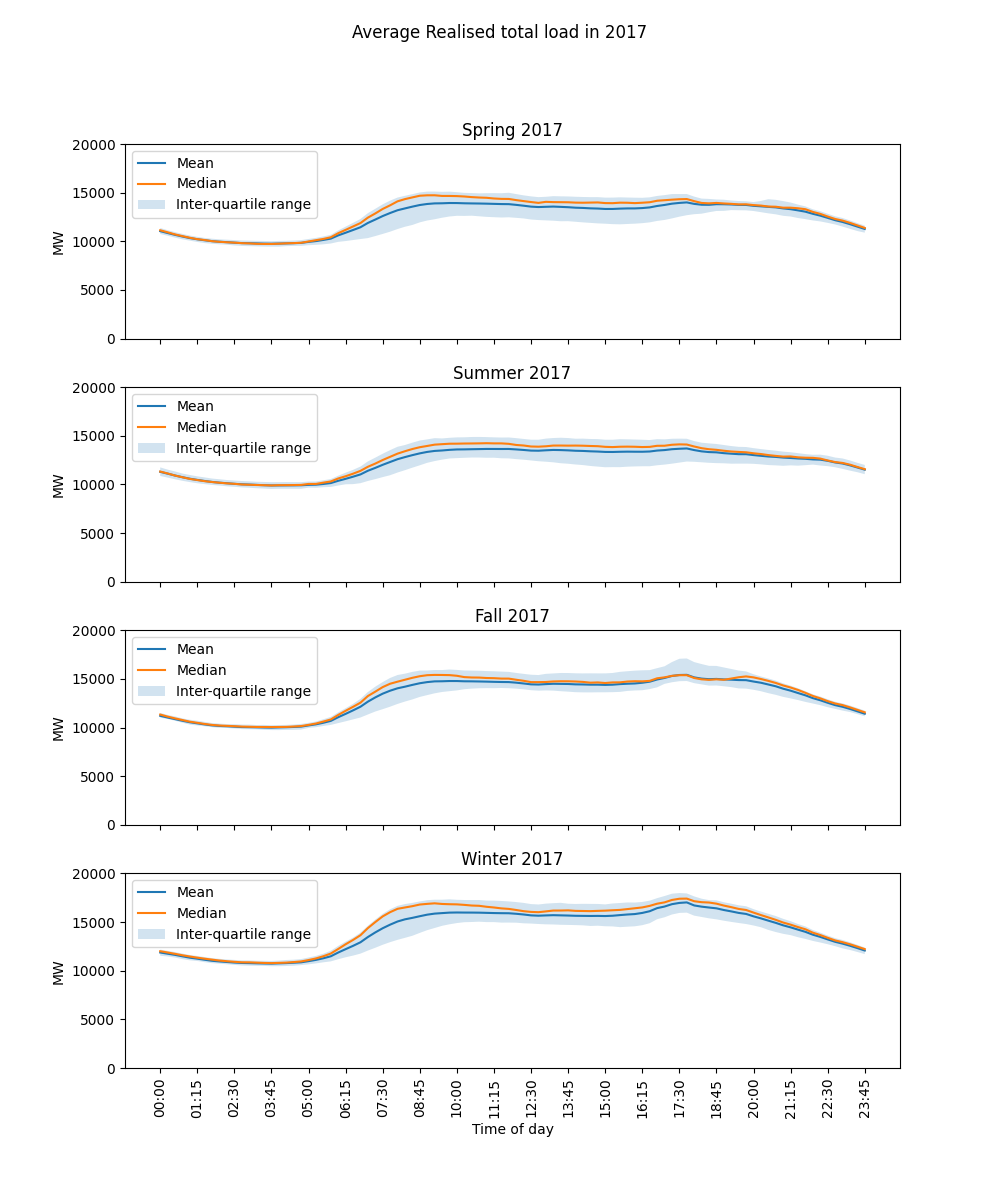 Average Realised total load in 2017
Spring 2017
20000
15000
10000
5000
0
MW
Mean
Median
Inter-quartile range
Summer 2017
20000
15000
10000
5000
0
MW
Mean
Median
Inter-quartile range
Fall 2017
20000
15000
10000
5000
0
MW
Mean
Median
Inter-quartile range
Winter 2017
20000
15000
10000
5000
0
MW
Mean
Median
Inter-quartile range
00:00
01:15
02:30
03:45
05:00
06:15
07:30
08:45
10:00
11:15
12:30
13:45
15:00
16:15
17:30
18:45
20:00
21:15
22:30
23:45
Time of day